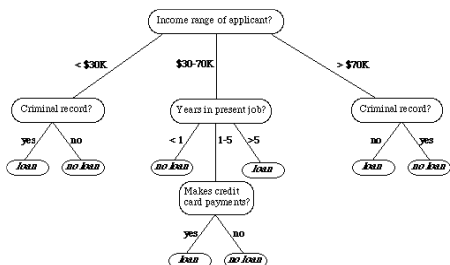 Income range of applicant?
< $30K
$30-70K
> $70K
Criminal record?
Years in present job?
Criminal record?
yes
no
< 1
1-5
>5
no
yes
loan
no loan
no loan
loan
loan
no loan
Makes credit
card payments?
yes
no
loan
no loan